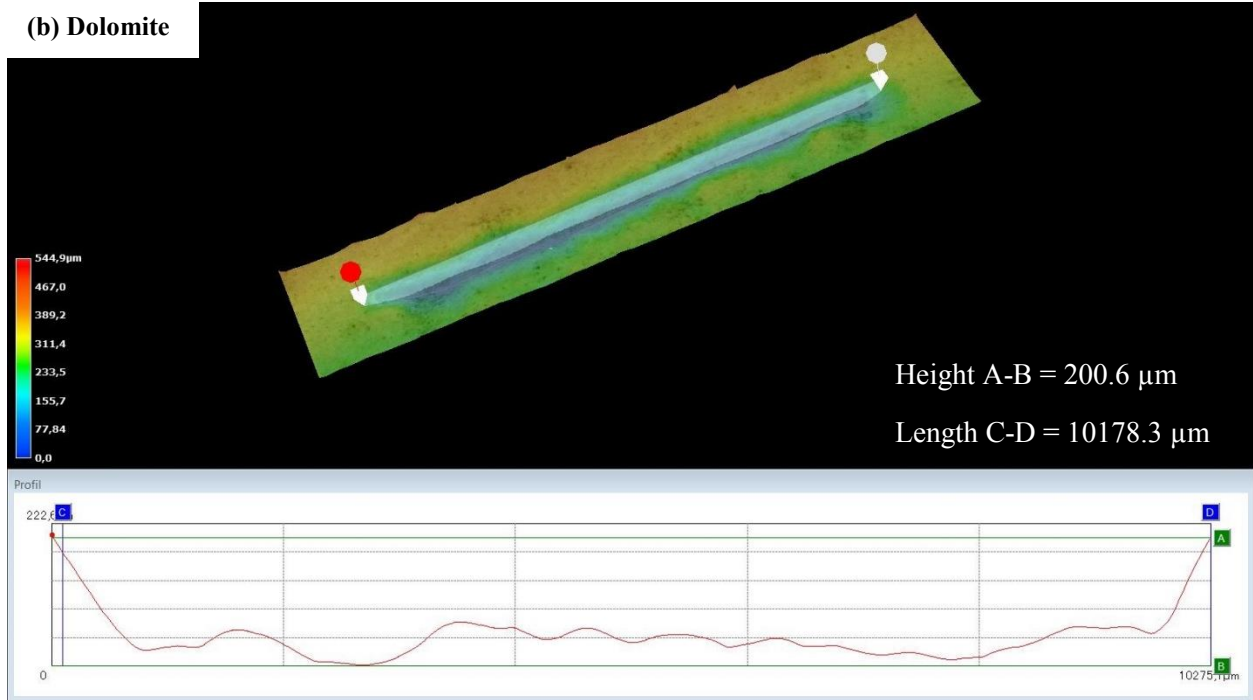 (b) Dolomite
544,9µm
467,0
389,2
311,4
233,5
155,7
77,84
0,0
Height A-B = 200.6 µm
Length C-D = 10178.3 µm
Profil
C
D
A
0
B